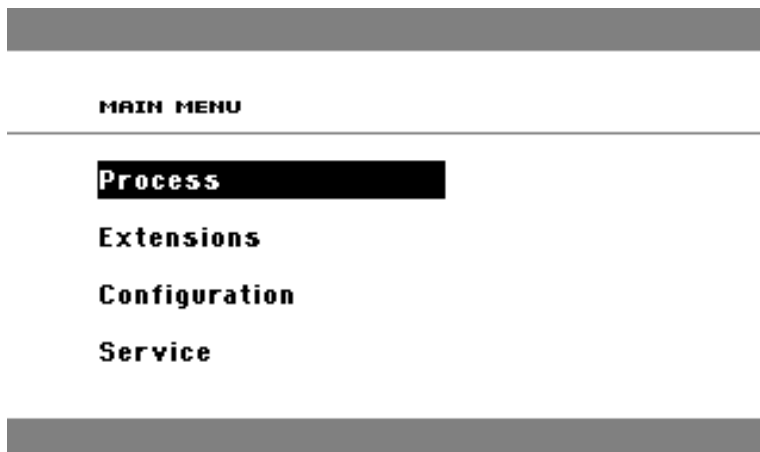 MAIN MENU
Process
Extensions
Configuration
Service